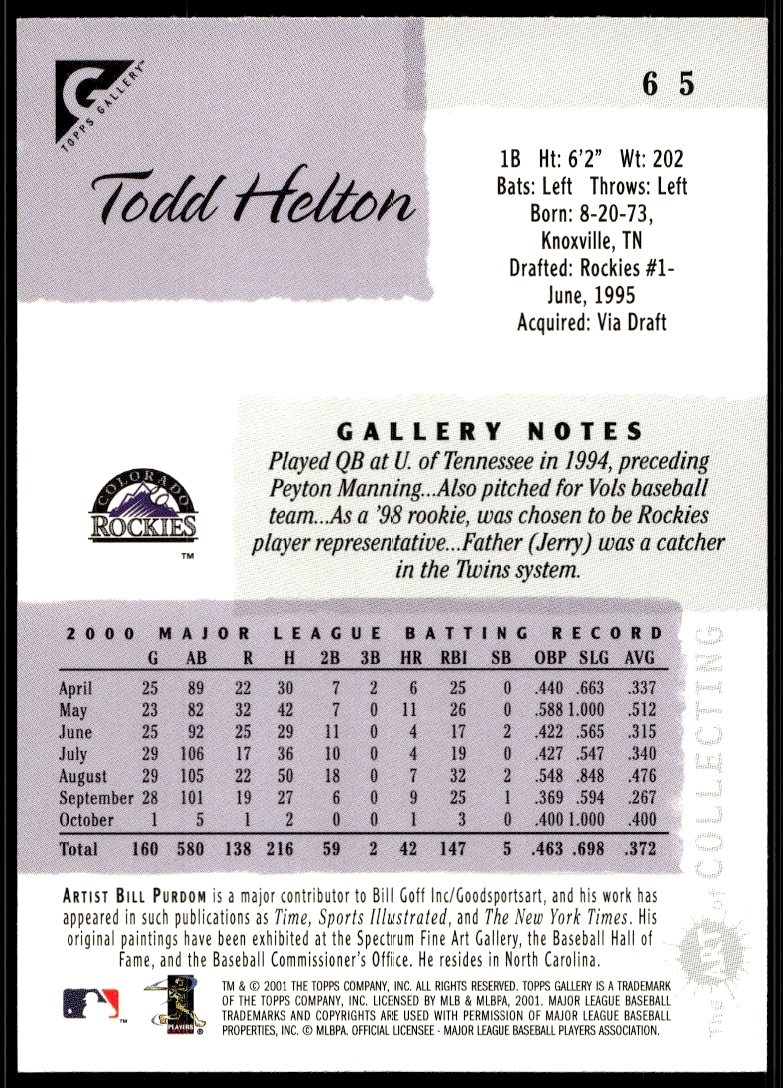 G
TOPPS GALLERY™
6 5
Todd Helton
1B Ht: 6'2" Wt: 202
Bats: Left Throws: Left
Born: 8-20-73,
Knoxville, TN
Drafted: Rockies #1-
June, 1995
Acquired: Via Draft
GALLERY NOTES
Played QB at U. of Tennessee in 1994, preceding
Peyton Manning...Also pitched for Vols baseball
team...As a '98 rookie, was chosen to be Rockies
player representative...Father (Jerry) was a catcher
in the Twins system.
COLORADO
ROCKIES
™
2000 MAJOR LEAGUE BATTING RECORD
G AB R H 2B 3B HR RBI SB OBP SLG AVG
April 25 89 22 30 7 2 6 25 0 .440 .663 .337
May 23 82 32 42 7 0 11 26 0 .588 1.000 .512
June 25 92 25 29 11 0 4 17 2 .422 .565 .315
July 29 106 17 36 10 0 4 19 0 .427 .547 .340
August 29 105 22 50 18 0 7 32 2 .548 .848 .476
September 28 101 19 27 6 0 9 25 1 .369 .594 .267
October 1 5 1 2 0 0 1 3 0 .400 1.000 .400
Total 160 580 138 216 59 2 42 147 5 .463 .698 .372
The ART of COLLECTING
ARTIST BILL PURDOM is a major contributor to Bill Goff Inc/Goodsportsart, and his work has
appeared in such publications as Time, Sports Illustrated, and The New York Times. His
original paintings have been exhibited at the Spectrum Fine Art Gallery, the Baseball Hall of
Fame, and the Baseball Commissioner's Office. He resides in North Carolina.
™
PLAYERS
®
TM & © 2001 THE TOPPS COMPANY, INC. ALL RIGHTS RESERVED. TOPPS GALLERY IS A TRADEMARK
OF THE TOPPS COMPANY, INC. LICENSED BY MLB & MLBPA, 2001. MAJOR LEAGUE BASEBALL
TRADEMARKS AND COPYRIGHTS ARE USED WITH PERMISSION OF MAJOR LEAGUE BASEBALL
PROPERTIES, INC. © MLBPA. OFFICIAL LICENSEE - MAJOR LEAGUE BASEBALL PLAYERS ASSOCIATION.